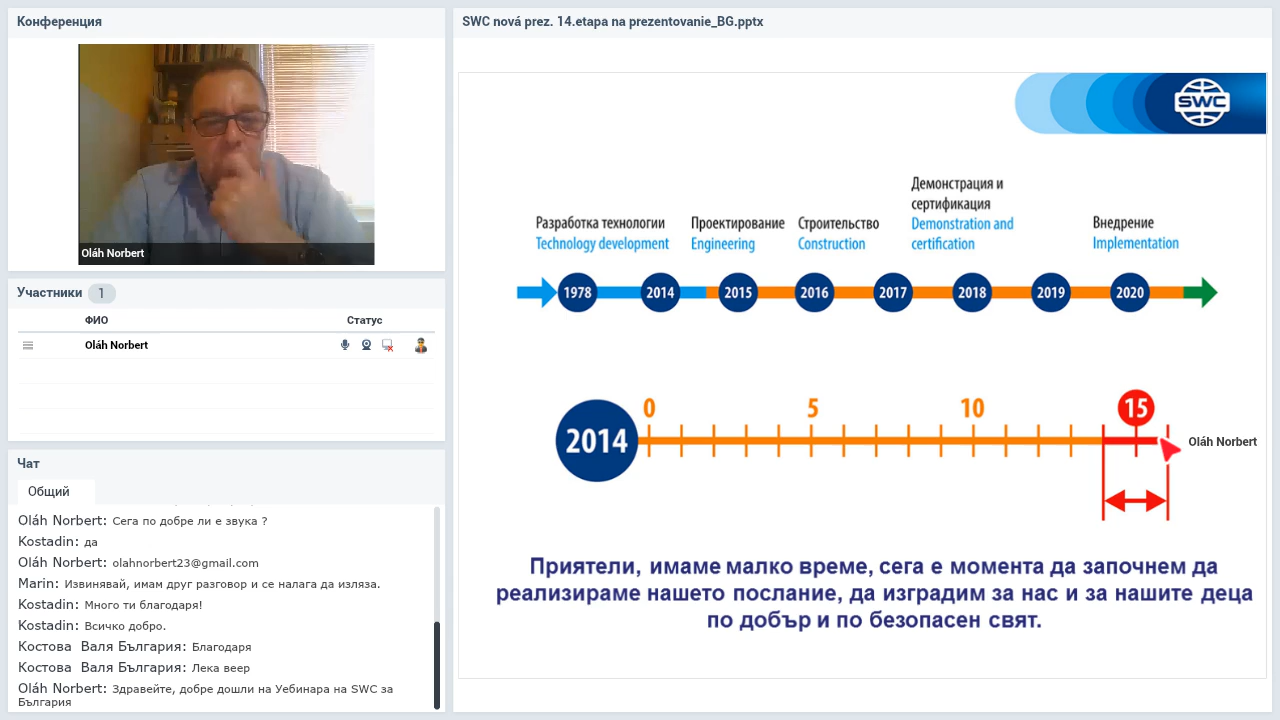 Конференция
Oláh Norbert
Участники 1
ФИО Статус
Oláh Norbert
Чат
Общий
Oláh Norbert: Сега по добре ли е звука ?
Kostadin: да
Oláh Norbert: olahnorbert23@gmail.com
Marin: Извинявай, имам друг разговор и се налага да изляза.
Kostadin: Много ти благодаря!
Kostadin: Всичко добро.
Костова Валя България: Благодаря
Костова Валя България: Лека веер
Oláh Norbert: Здравейте, добре дошли на Уебинара на SWC за
България
SWC nová prez. 14.etapa na prezentovanie_BG.pptx
SWC
Разработка технологии
Technology development
Проектирование
Engineering
Строительство
Construction
Демонстрация и
сертификация
Demonstration and
certification
Внедрение
Implementation
1978 2014 2015 2016 2017 2018 2019 2020
0 5 10 15
2014
Oláh Norbert
Приятели, имаме малко време, сега е момента да започнем да
реализираме нашето послание, да изградим за нас и за нашите деца
по добър и по безопасен свят.